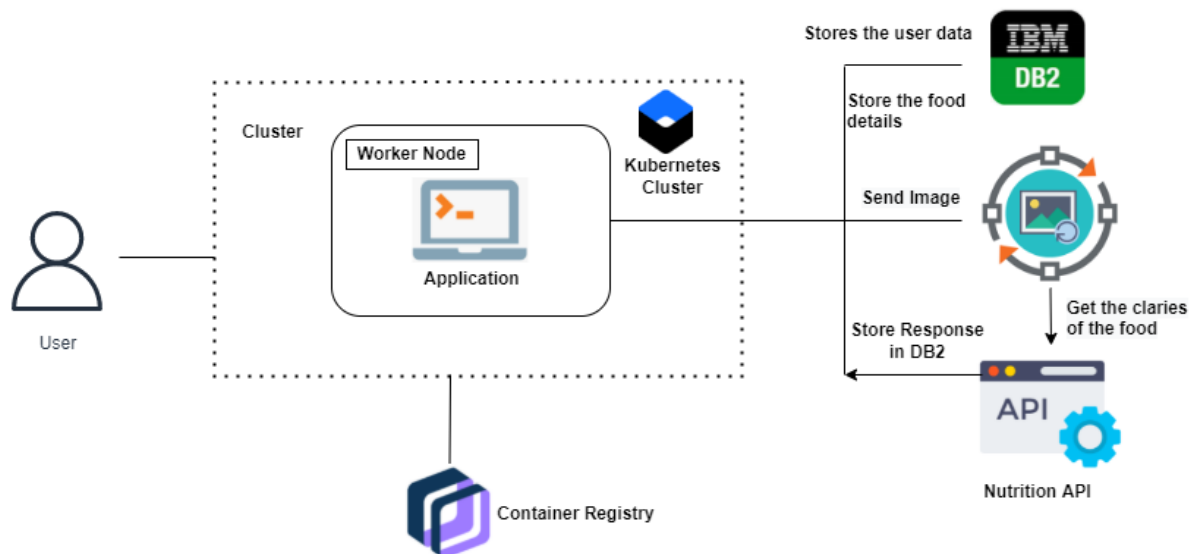 Stores the user data
IBM
DB2
Store the food
details
Cluster
Worker Node
Kubernetes
Cluster
Send Image
Application
User
Get the claries
of the food
Store Response
in DB2
API
Nutrition API
Container Registry